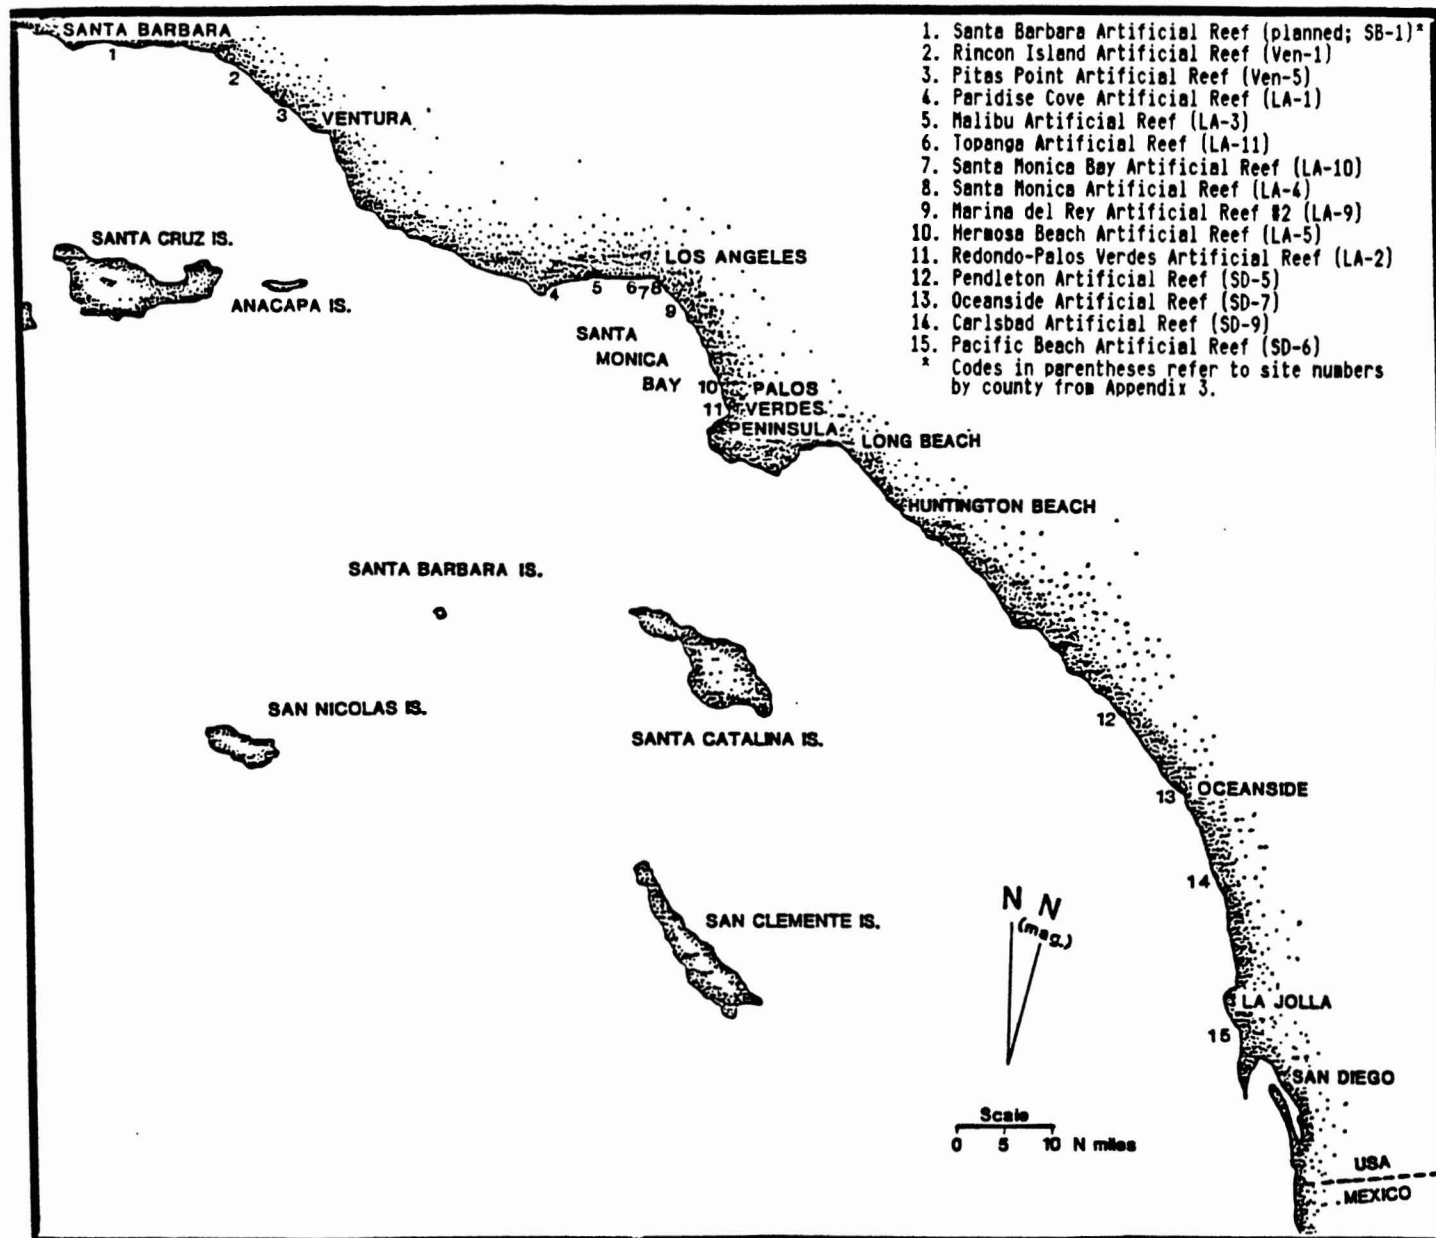 SANTA BARBARA
1
2
3
VENTURA
1. Santa Barbara Artificial Reef (planned; SB-1)*
2. Rincon Island Artificial Reef (Ven-1)
3. Pitas Point Artificial Reef (Ven-5)
4. Paridise Cove Artificial Reef (LA-1)
5. Malibu Artificial Reef (LA-3)
6. Topanga Artificial Reef (LA-11)
7. Santa Monica Bay Artificial Reef (LA-10)
8. Santa Monica Artificial Reef (LA-4)
9. Marina del Rey Artificial Reef #2 (LA-9)
10. Hermosa Beach Artificial Reef (LA-5)
11. Redondo-Palos Verdes Artificial Reef (LA-2)
12. Pendleton Artificial Reef (SD-5)
13. Oceanside Artificial Reef (SD-7)
14. Carlsbad Artificial Reef (SD-9)
15. Pacific Beach Artificial Reef (SD-6)
* Codes in parentheses refer to site numbers
by county from Appendix 3.
SANTA CRUZ IS.
ANACAPA IS.
LOS ANGELES
4
5
6
7
8
9
SANTA
MONICA
BAY
10
PALOS
11
VERDES
PENINSULA
LONG BEACH
HUNTINGTON BEACH
SANTA BARBARA IS.
SAN NICOLAS IS.
SANTA CATALINA IS.
12
13
OCEANSIDE
14
SAN CLEMENTE IS.
N N
(mag.)
LA JOLLA
15
SAN DIEGO
Scale
0 5 10 N miles
USA
MEXICO